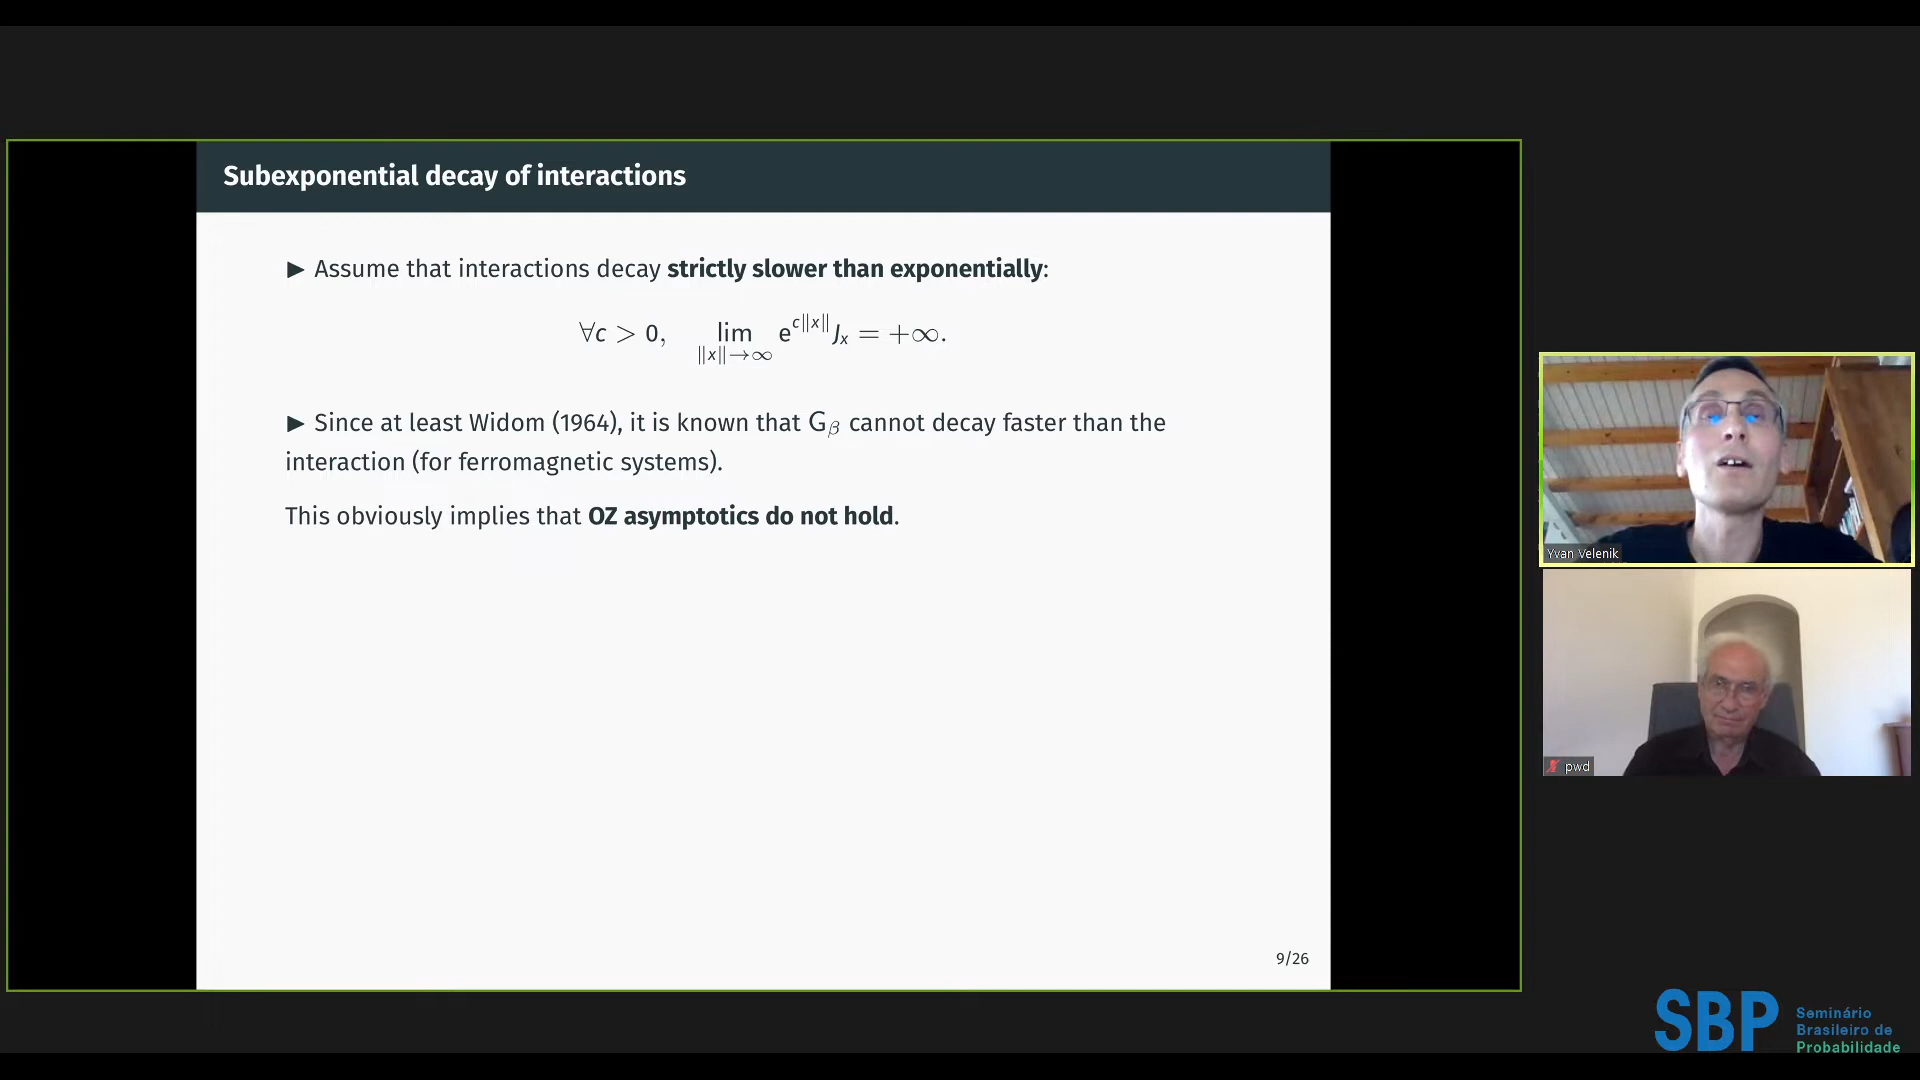 Subexponential decay of interactions
► Assume that interactions decay strictly slower than exponentially:
∀c > 0, lim_{‖x‖→∞} e^{c‖x‖} J_x = +∞.
► Since at least Widom (1964), it is known that G_β cannot decay faster than the
interaction (for ferromagnetic systems).
This obviously implies that OZ asymptotics do not hold.
9/26
Yvan Velenik
pwd
SBP
Seminário
Brasileiro de
Probabilidade